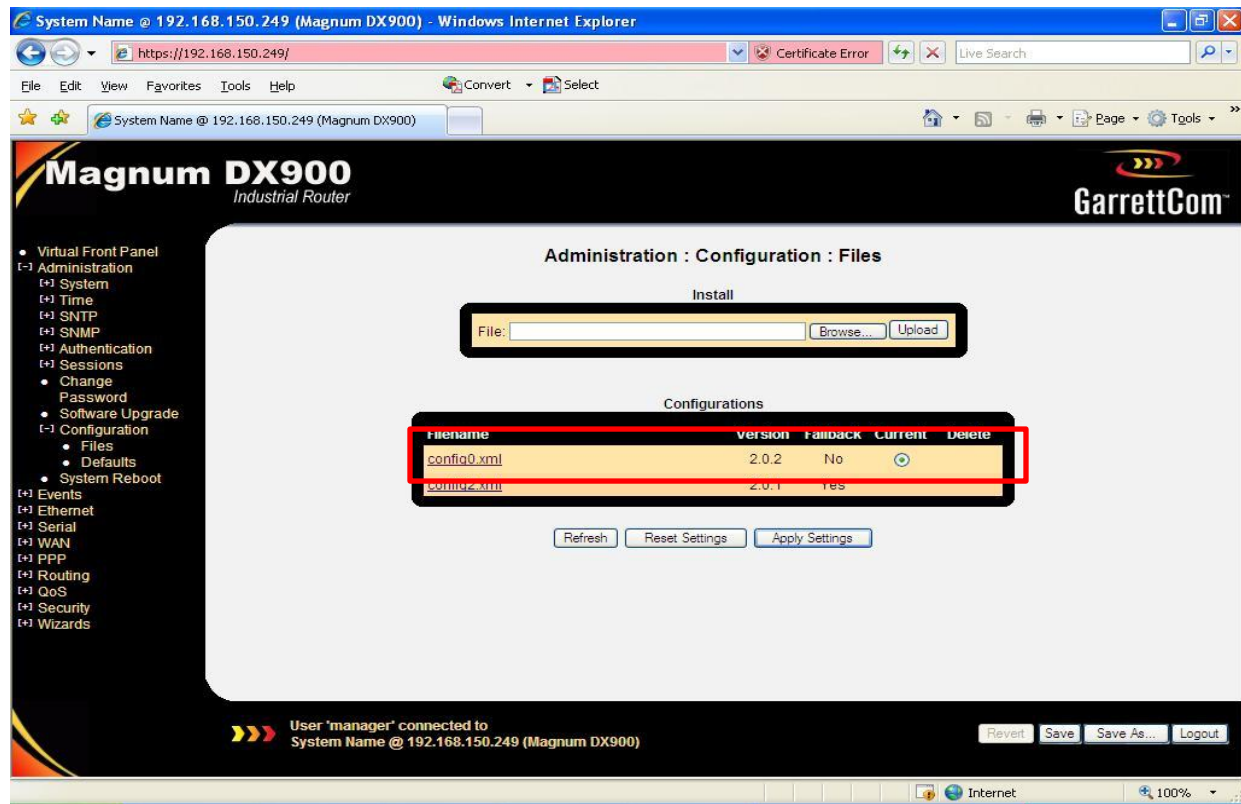 System Name @ 192.168.150.249 (Magnum DX900) - Windows Internet Explorer
https://192.168.150.249/
Certificate Error
Live Search
File Edit View Favorites Tools Help
Convert Select
System Name @ 192.168.150.249 (Magnum DX900)
Page Tools
Magnum DX900
Industrial Router
GarrettCom
Virtual Front Panel
[-] Administration
[+] System
[+] Time
[+] SNTP
[+] SNMP
[+] Authentication
[+] Sessions
Change
Password
Software Upgrade
[-] Configuration
Files
Defaults
System Reboot
[+] Events
[+] Ethernet
[+] Serial
[+] WAN
[+] PPP
[+] Routing
[+] QoS
[+] Security
[+] Wizards
Administration : Configuration : Files
Install
File: Browse... Upload
Configurations
Filename Version Fallback Current Delete
config0.xml 2.0.2 No
config2.xml 2.0.1 Yes
Refresh Reset Settings Apply Settings
User 'manager' connected to
System Name @ 192.168.150.249 (Magnum DX900)
Revert Save Save As... Logout
Internet 100%